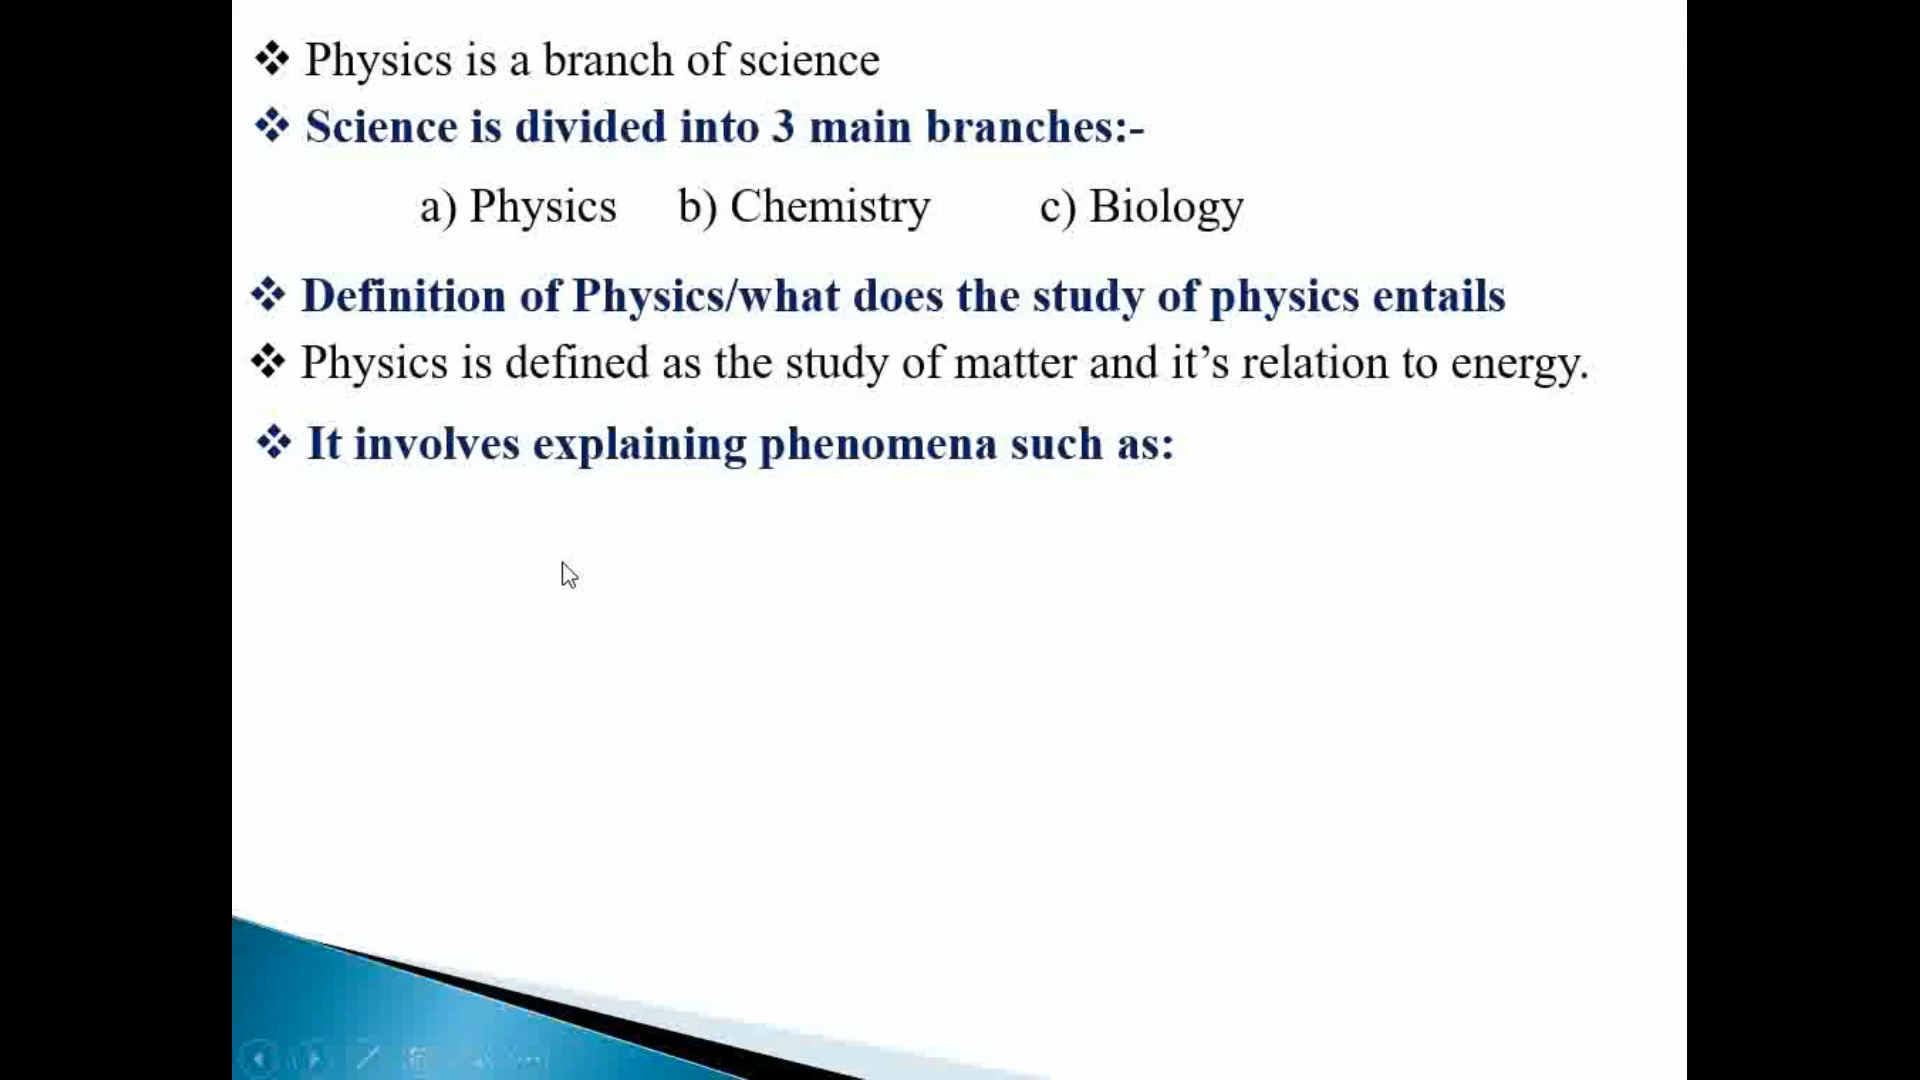 ❖ Physics is a branch of science
❖ Science is divided into 3 main branches:-
a) Physics b) Chemistry c) Biology
❖ Definition of Physics/what does the study of physics entails
❖ Physics is defined as the study of matter and it’s relation to energy.
❖ It involves explaining phenomena such as: